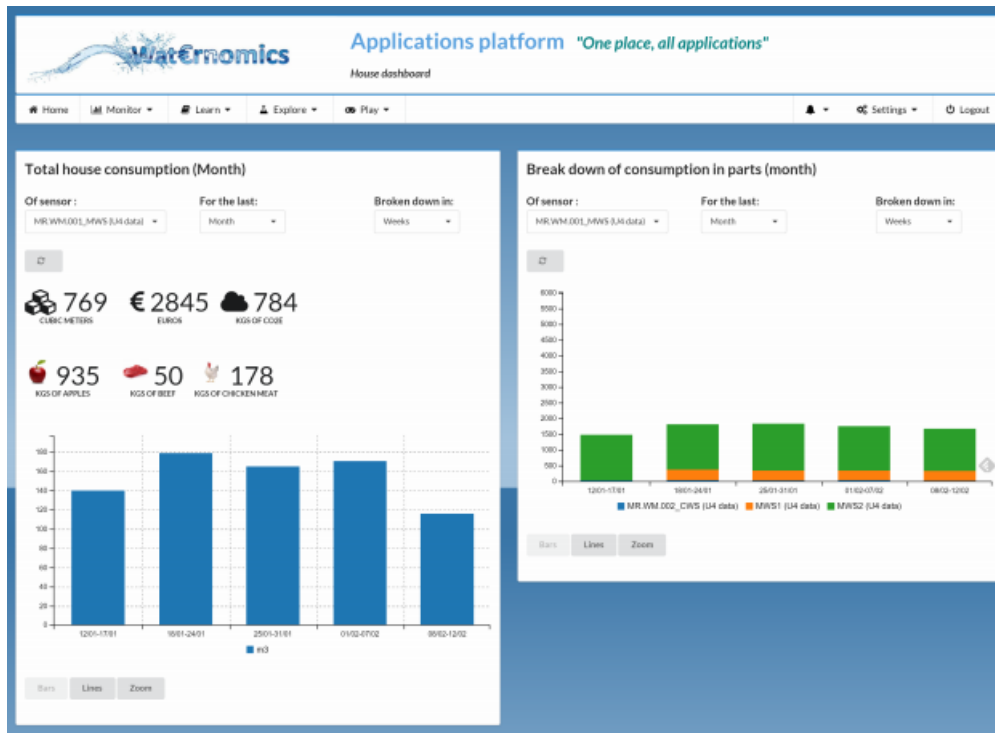 Wat€rnomics
Applications platform "One place, all applications"
House dashboard
Home Monitor Learn Explore Play Settings Logout
Total house consumption (Month)
Of sensor : For the last: Broken down in:
MR.WM.001_MWS (U4 data) Month Weeks
769 € 2845 784
CUBIC METERS EUROS KGS OF CO2E
935 50 178
KGS OF APPLES KGS OF BEEF KGS OF CHICKEN MEAT
180
160
140
120
100
80
60
40
20
0
12/01-17/01 18/01-24/01 25/01-31/01 01/02-07/02 08/02-12/02
m3
Bars Lines Zoom
Break down of consumption in parts (month)
Of sensor : For the last: Broken down in:
MR.WM.001_MWS (U4 data) Month Weeks
6000
5500
5000
4500
4000
3500
3000
2500
2000
1500
1000
500
0
12/01-17/01 18/01-24/01 25/01-31/01 01/02-07/02 08/02-12/02
MR.WM.002_CWS (U4 data) MWS1 (U4 data) MWS2 (U4 data)
Bars Lines Zoom